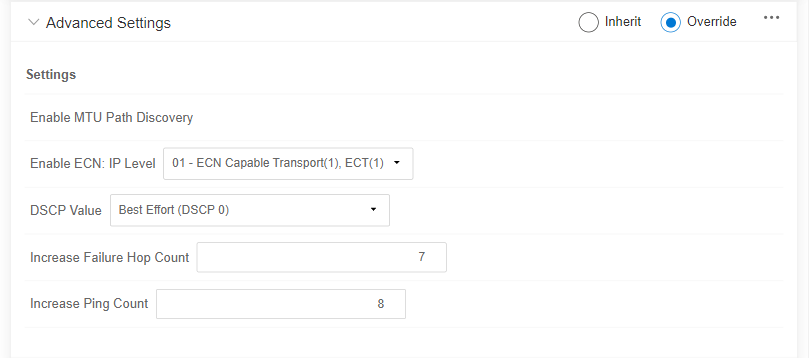 Advanced Settings Inherit Override
Settings
Enable MTU Path Discovery
Enable ECN: IP Level 01 - ECN Capable Transport(1), ECT(1)
DSCP Value Best Effort (DSCP 0)
Increase Failure Hop Count 7
Increase Ping Count 8